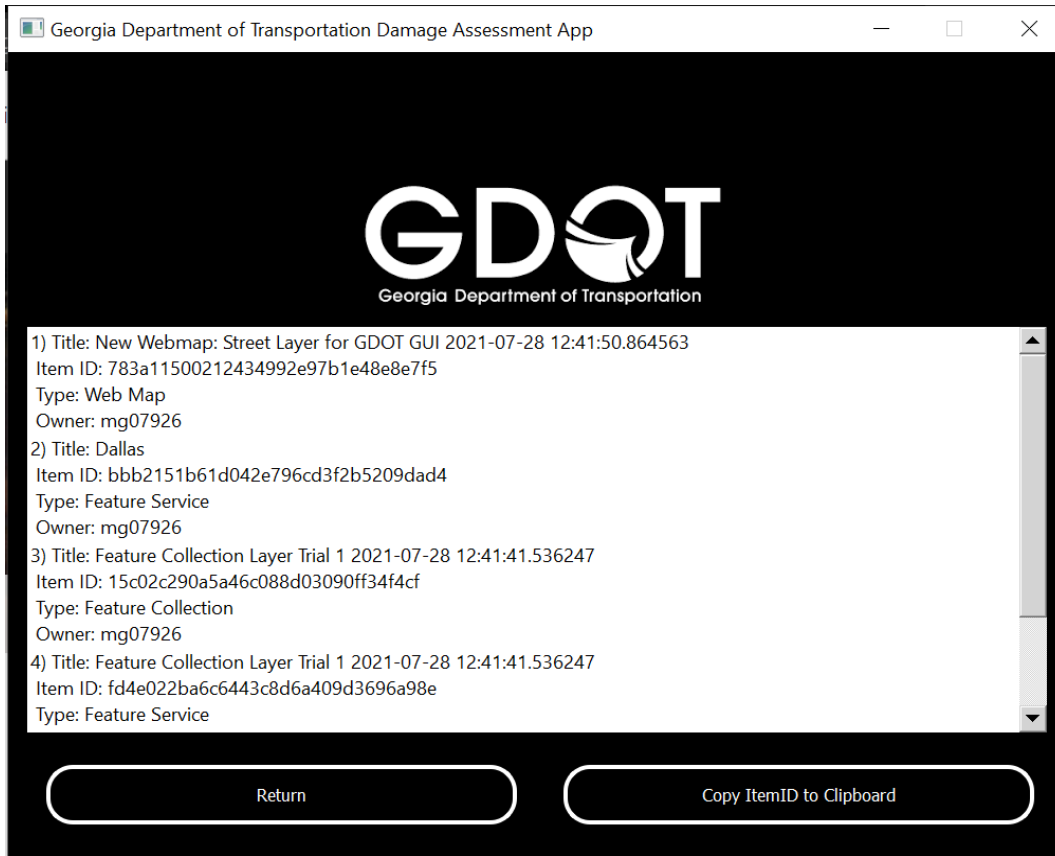 Georgia Department of Transportation Damage Assessment App
GDOT
Georgia Department of Transportation
1) Title: New Webmap: Street Layer for GDOT GUI 2021-07-28 12:41:50.864563
Item ID: 783a11500212434992e97b1e48e8e7f5
Type: Web Map
Owner: mg07926
2) Title: Dallas
Item ID: bbb2151b61d042e796cd3f2b5209dad4
Type: Feature Service
Owner: mg07926
3) Title: Feature Collection Layer Trial 1 2021-07-28 12:41:41.536247
Item ID: 15c02c290a5a46c088d03090ff34f4cf
Type: Feature Collection
Owner: mg07926
4) Title: Feature Collection Layer Trial 1 2021-07-28 12:41:41.536247
Item ID: fd4e022ba6c6443c8d6a409d3696a98e
Type: Feature Service
Return
Copy ItemID to Clipboard